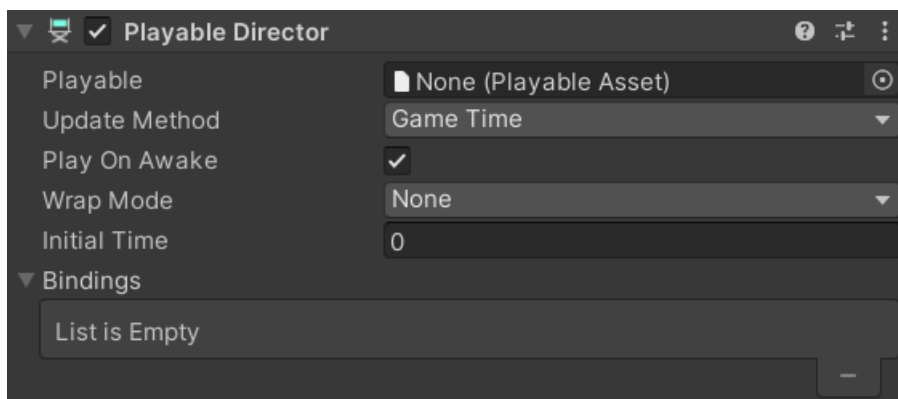 Playable Director
Playable None (Playable Asset)
Update Method Game Time
Play On Awake
Wrap Mode None
Initial Time 0
Bindings
List is Empty